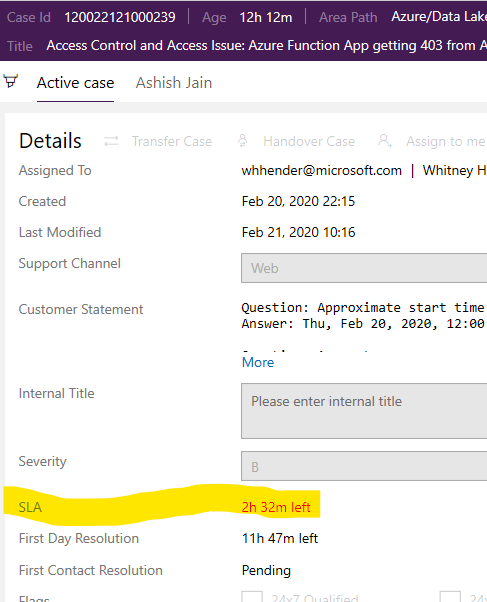 Case Id 120022121000239 Age 12h 12m Area Path Azure/Data Lake
Title Access Control and Access Issue: Azure Function App getting 403 from A
Active case Ashish Jain
Details Transfer Case Handover Case Assign to me
Assigned To whhender@microsoft.com | Whitney H
Created Feb 20, 2020 22:15
Last Modified Feb 21, 2020 10:16
Support Channel Web
Customer Statement Question: Approximate start time
Answer: Thu, Feb 20, 2020, 12:00
More
Internal Title Please enter internal title
Severity B
SLA 2h 32m left
First Day Resolution 11h 47m left
First Contact Resolution Pending
Flags 24x7 Qualified 24x